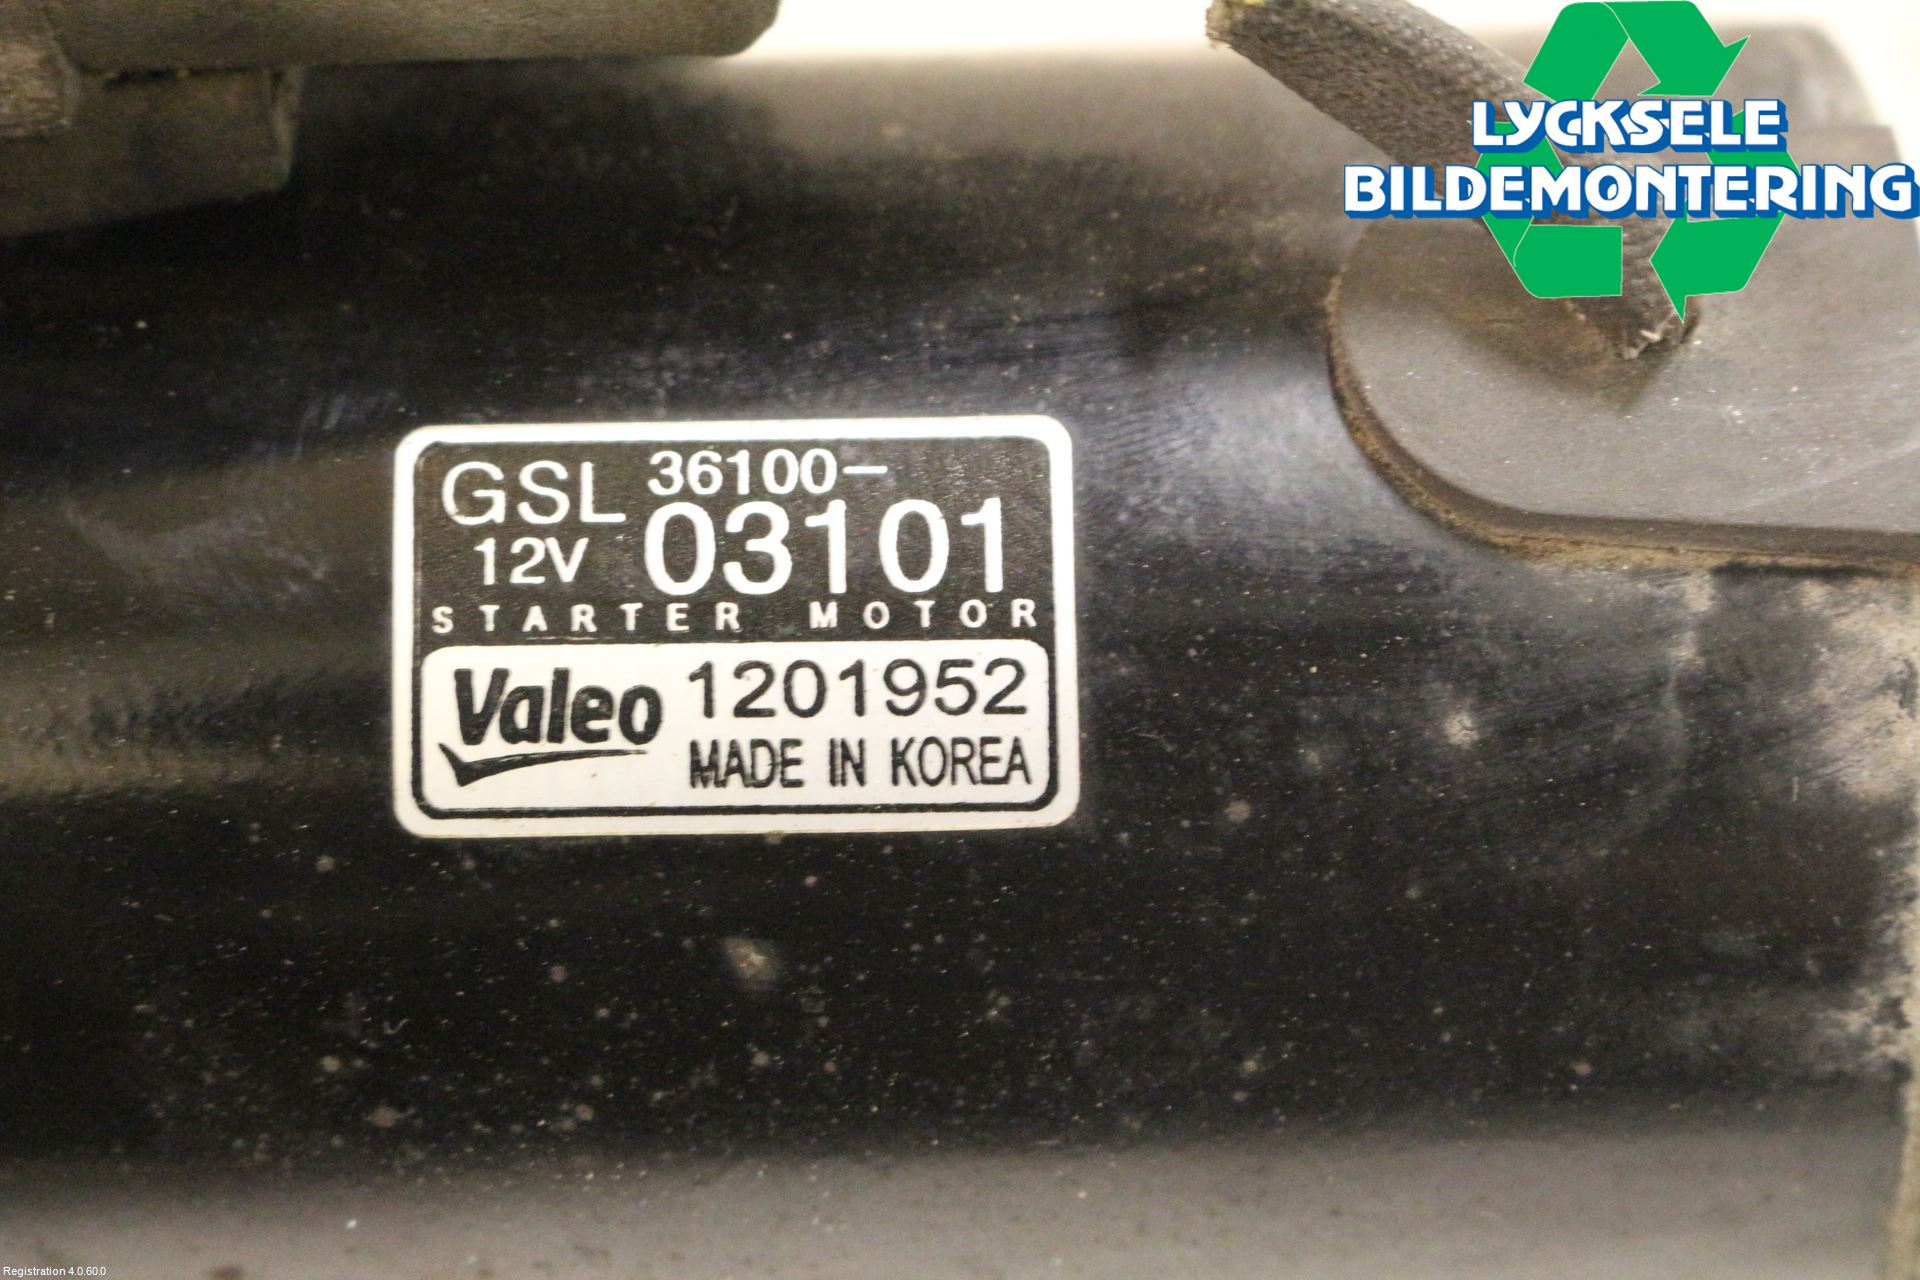 LYCKSELE
BILDEMONTERING
GSL 36100-
12V 03101
STARTER MOTOR
Valeo 1201952
MADE IN KOREA
Registration 4.0.60.0